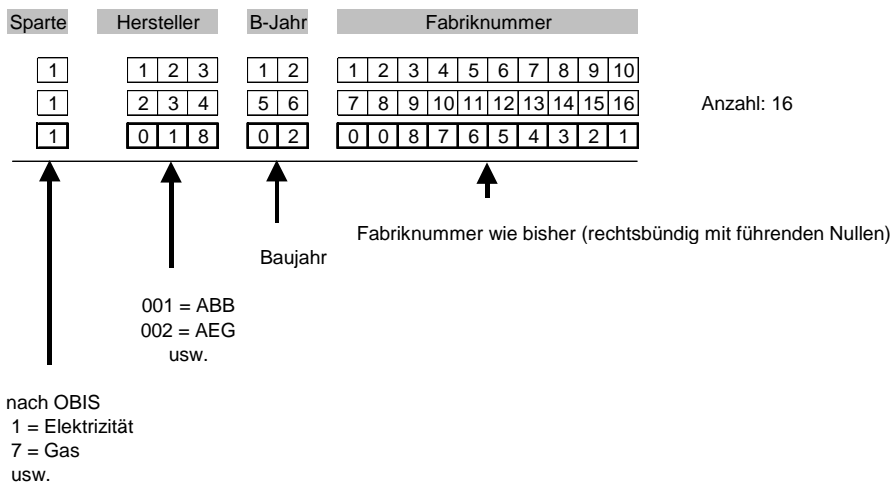 Sparte Hersteller B-Jahr Fabriknummer
1 1 2 3 1 2 1 2 3 4 5 6 7 8 9 10
1 2 3 4 5 6 7 8 9 10 11 12 13 14 15 16 Anzahl: 16
1 0 1 8 0 2 0 0 8 7 6 5 4 3 2 1
Fabriknummer wie bisher (rechtsbündig mit führenden Nullen)
Baujahr
001 = ABB
002 = AEG
usw.
nach OBIS
1 = Elektrizität
7 = Gas
usw.